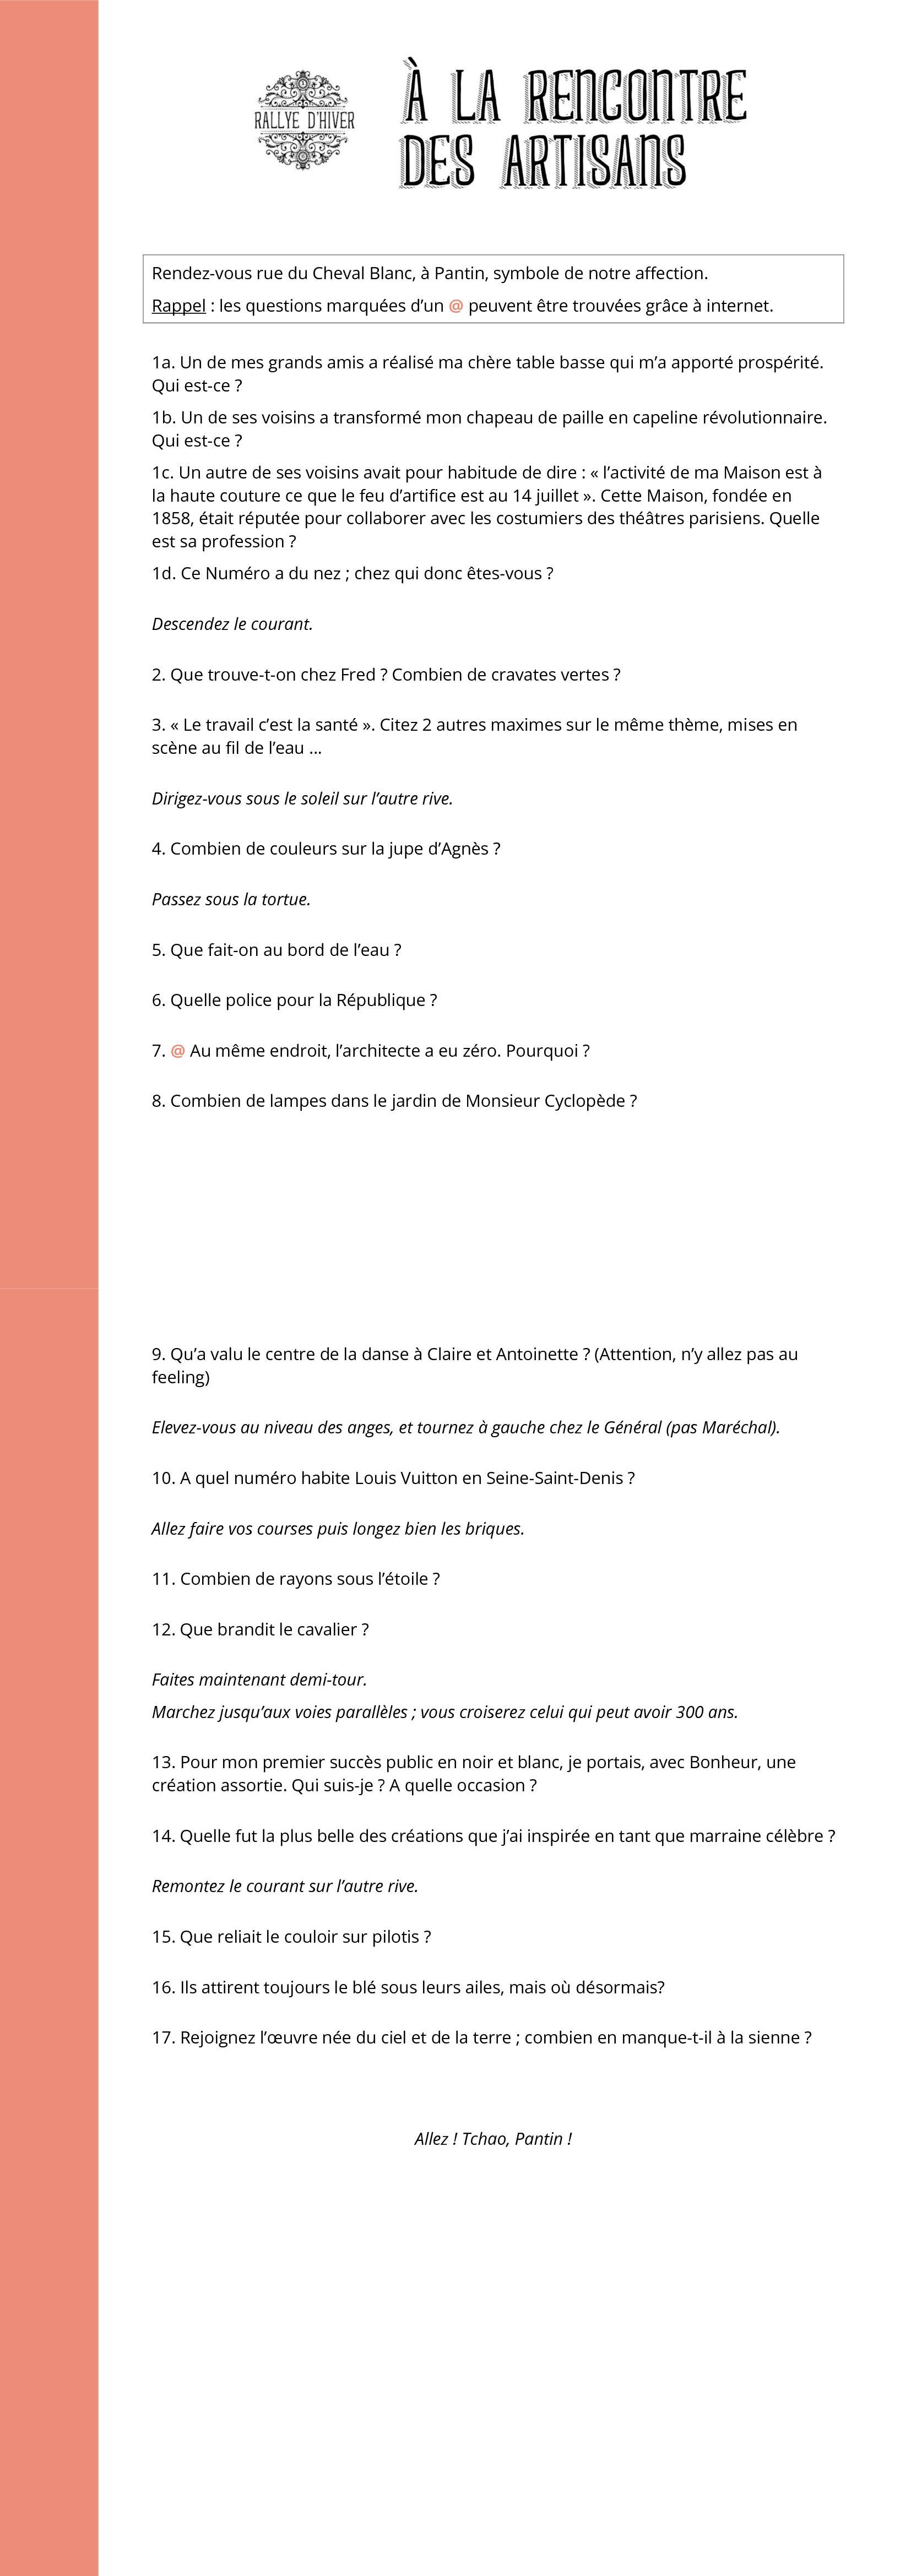 RALLYE D'HIVER
À LA RENCONTRE
DES ARTISANS
Rendez-vous rue du Cheval Blanc, à Pantin, symbole de notre affection.
Rappel : les questions marquées d’un @ peuvent être trouvées grâce à internet.
1a. Un de mes grands amis a réalisé ma chère table basse qui m’a apporté prospérité.
Qui est-ce ?
1b. Un de ses voisins a transformé mon chapeau de paille en capeline révolutionnaire.
Qui est-ce ?
1c. Un autre de ses voisins avait pour habitude de dire : « l’activité de ma Maison est à
la haute couture ce que le feu d’artifice est au 14 juillet ». Cette Maison, fondée en
1858, était réputée pour collaborer avec les costumiers des théâtres parisiens. Quelle
est sa profession ?
1d. Ce Numéro a du nez ; chez qui donc êtes-vous ?
Descendez le courant.
2. Que trouve-t-on chez Fred ? Combien de cravates vertes ?
3. « Le travail c’est la santé ». Citez 2 autres maximes sur le même thème, mises en
scène au fil de l’eau ...
Dirigez-vous sous le soleil sur l’autre rive.
4. Combien de couleurs sur la jupe d’Agnès ?
Passez sous la tortue.
5. Que fait-on au bord de l’eau ?
6. Quelle police pour la République ?
7. @ Au même endroit, l’architecte a eu zéro. Pourquoi ?
8. Combien de lampes dans le jardin de Monsieur Cyclopède ?
9. Qu’a valu le centre de la danse à Claire et Antoinette ? (Attention, n’y allez pas au
feeling)
Elevez-vous au niveau des anges, et tournez à gauche chez le Général (pas Maréchal).
10. A quel numéro habite Louis Vuitton en Seine-Saint-Denis ?
Allez faire vos courses puis longez bien les briques.
11. Combien de rayons sous l’étoile ?
12. Que brandit le cavalier ?
Faites maintenant demi-tour.
Marchez jusqu’aux voies parallèles ; vous croiserez celui qui peut avoir 300 ans.
13. Pour mon premier succès public en noir et blanc, je portais, avec Bonheur, une
création assortie. Qui suis-je ? A quelle occasion ?
14. Quelle fut la plus belle des créations que j’ai inspirée en tant que marraine célèbre ?
Remontez le courant sur l’autre rive.
15. Que reliait le couloir sur pilotis ?
16. Ils attirent toujours le blé sous leurs ailes, mais où désormais?
17. Rejoignez l’œuvre née du ciel et de la terre ; combien en manque-t-il à la sienne ?
Allez ! Tchao, Pantin !